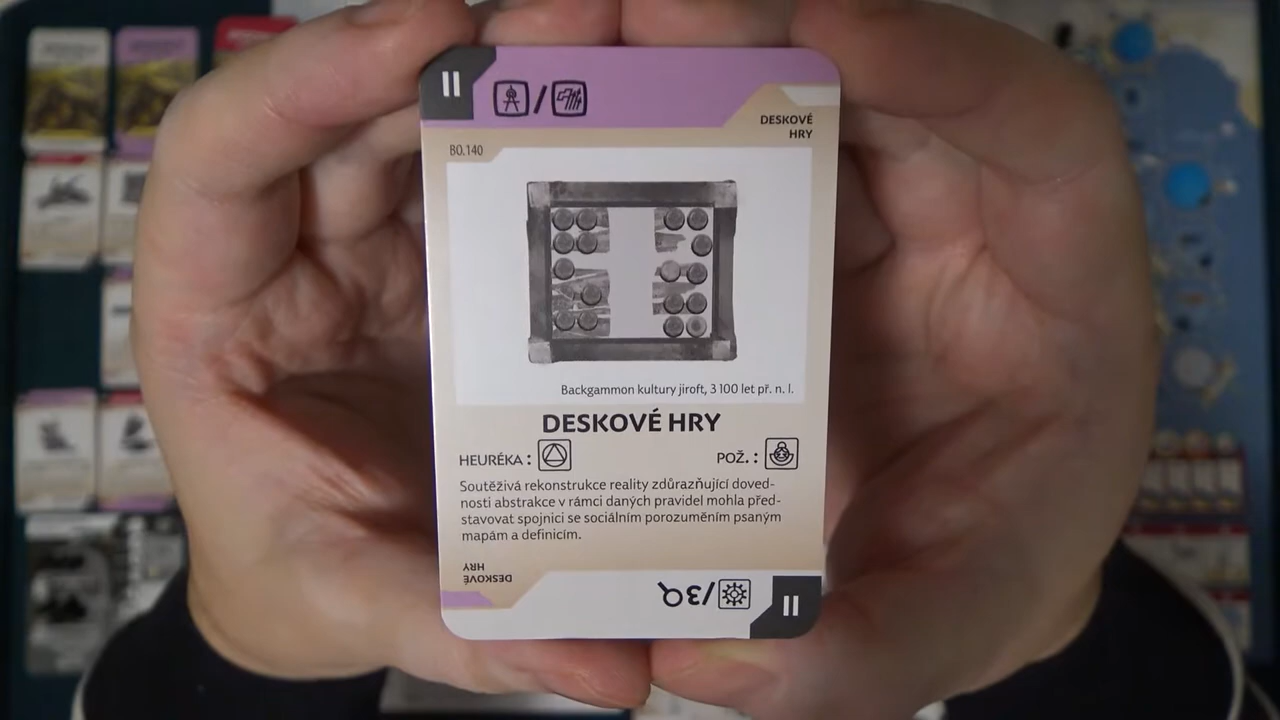 II
/
DESKOVÉ
HRY
BO.140
Backgammon kultury jiroft, 3 100 let př. n. l.
DESKOVÉ HRY
HEURÉKA :
POŽ. :
Soutěživá rekonstrukce reality zdůrazňující doved-
nosti abstrakce v rámci daných pravidel mohla před-
stavovat spojnici se sociálním porozuměním psaným
mapám a definicím.
DESKOVÉ
HRY
/3
II